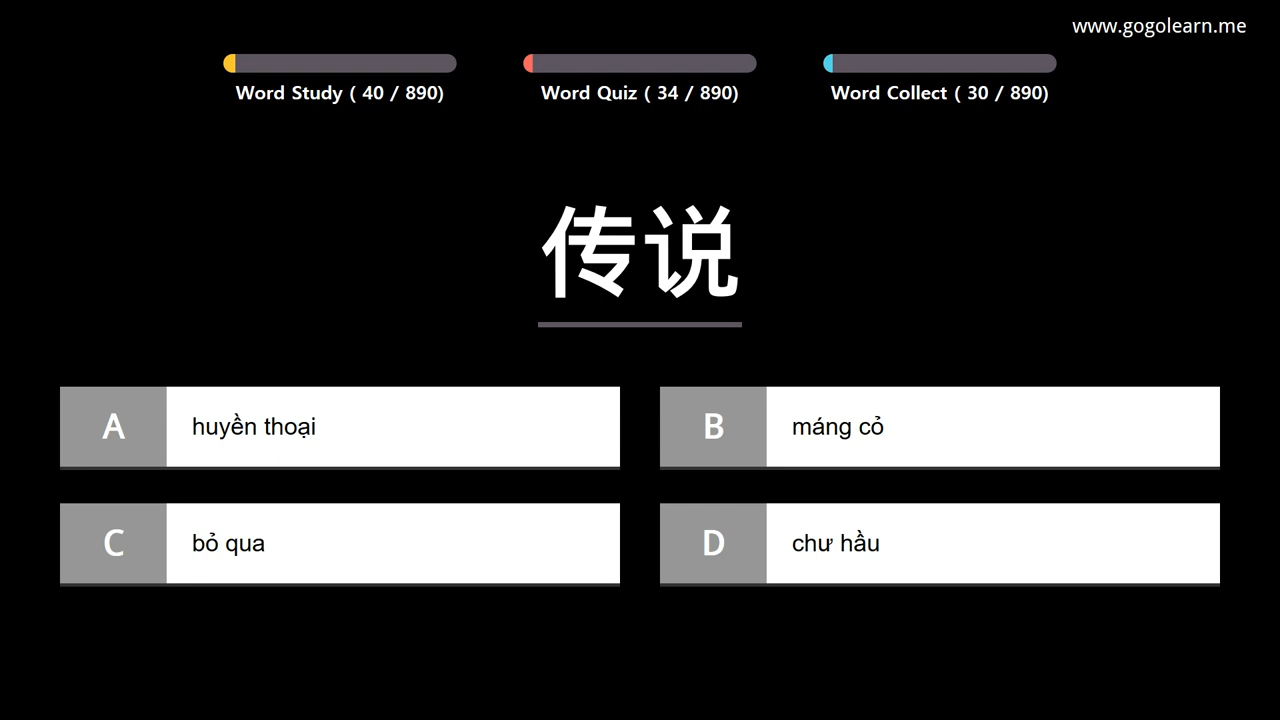 www.gogolearn.me
Word Study ( 40 / 890)
Word Quiz ( 34 / 890)
Word Collect ( 30 / 890)
传说
A huyền thoại
B máng cỏ
C bỏ qua
D chư hầu